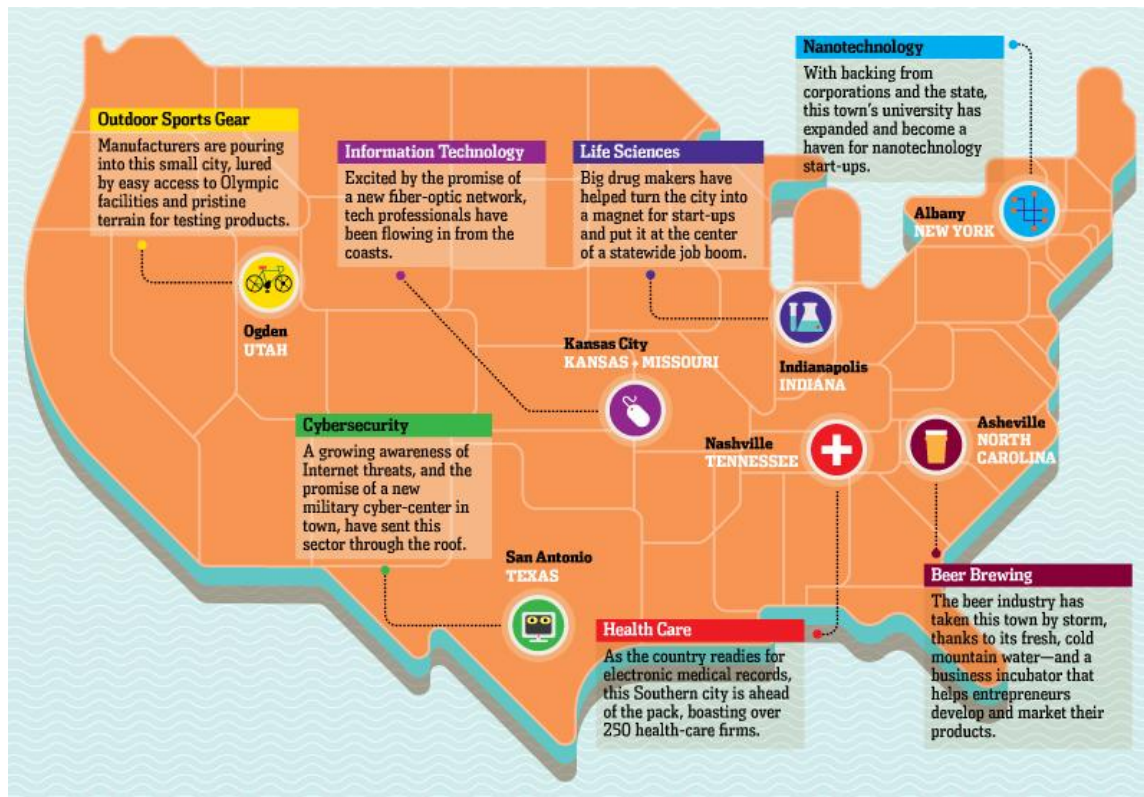 Nanotechnology
With backing from
corporations and the state,
this town's university has
expanded and become a
haven for nanotechnology
start-ups.
Albany
NEW YORK
Outdoor Sports Gear
Manufacturers are pouring
into this small city, lured
by easy access to Olympic
facilities and pristine
terrain for testing products.
Ogden
UTAH
Information Technology
Excited by the promise of
a new fiber-optic network,
tech professionals have
been flowing in from the
coasts.
Kansas City
KANSAS + MISSOURI
Life Sciences
Big drug makers have
helped turn the city into
a magnet for start-ups
and put it at the center
of a statewide job boom.
Indianapolis
INDIANA
Cybersecurity
A growing awareness of
Internet threats, and the
promise of a new
military cyber-center in
town, have sent this
sector through the roof.
San Antonio
TEXAS
Nashville
TENNESSEE
Health Care
As the country readies for
electronic medical records,
this Southern city is ahead
of the pack, boasting over
250 health-care firms.
Asheville
NORTH
CAROLINA
Beer Brewing
The beer industry has
taken this town by storm,
thanks to its fresh, cold
mountain water—and a
business incubator that
helps entrepreneurs
develop and market their
products.